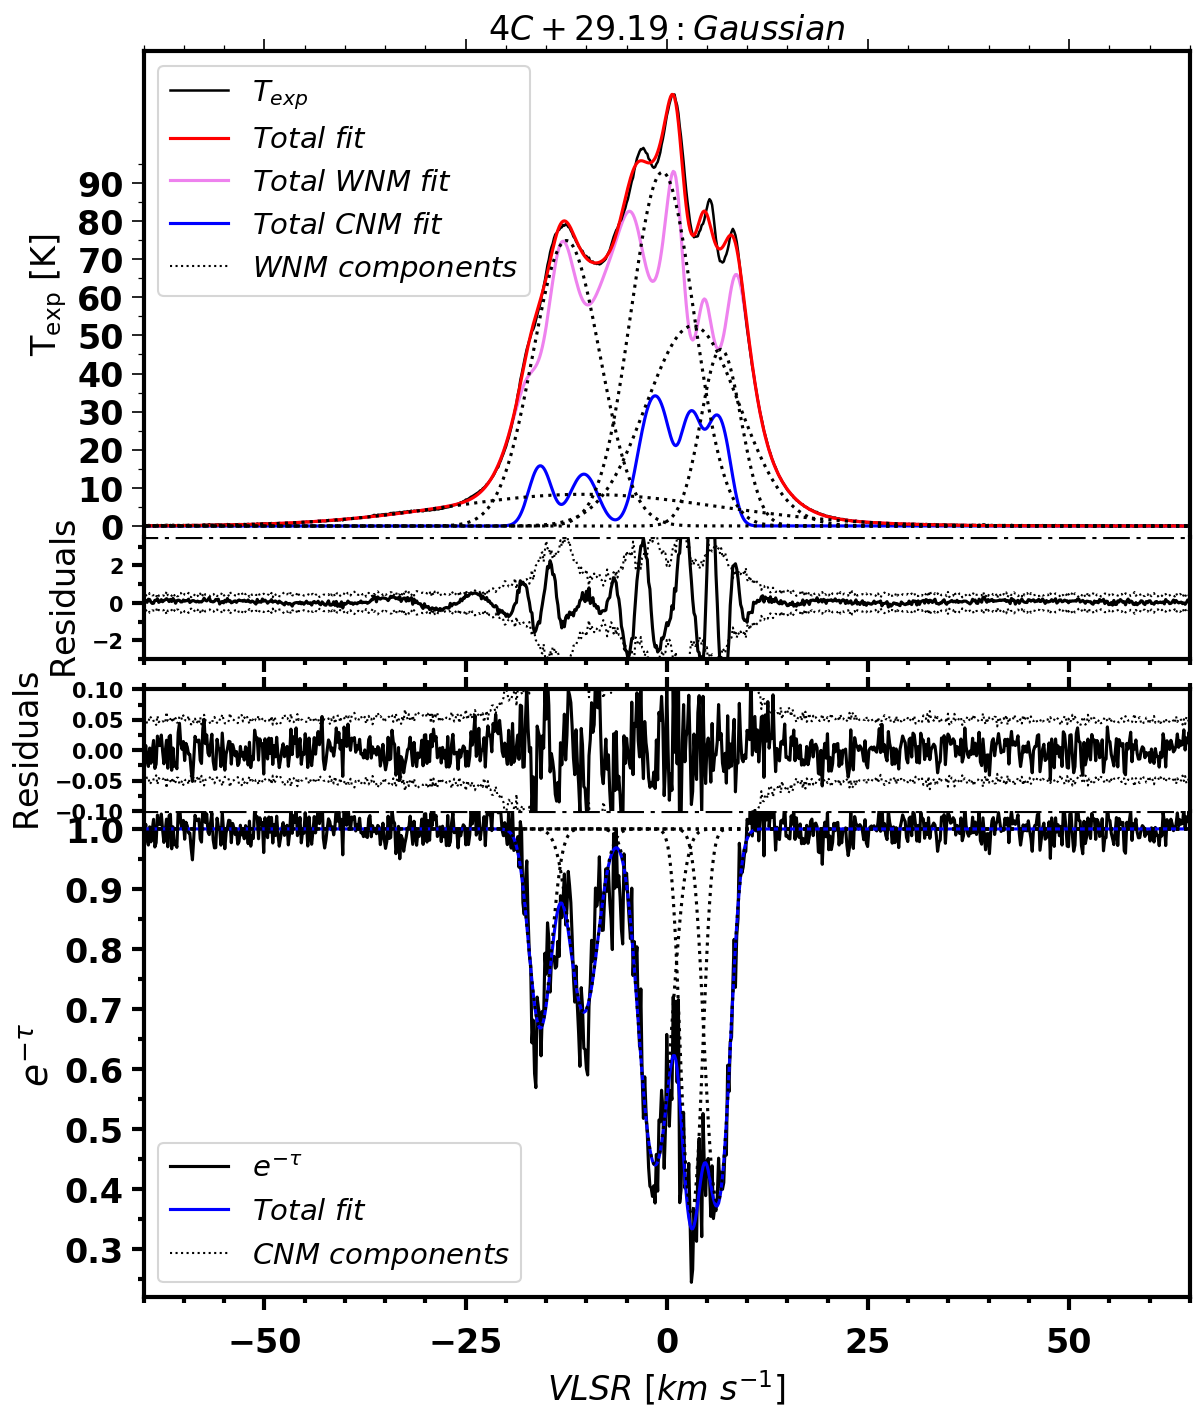 4C + 29.19 : Gaussian
T_exp
Total fit
Total WNM fit
Total CNM fit
WNM components
T_exp [K]
90
80
70
60
50
40
30
20
10
0
Residuals
2
0
−2
Residuals
0.10
0.05
0.00
−0.05
−0.10
e^−τ
1.0
0.9
0.8
0.7
0.6
0.5
0.4
0.3
e^−τ
Total fit
CNM components
−50 −25 0 25 50
VLSR [km s^−1]